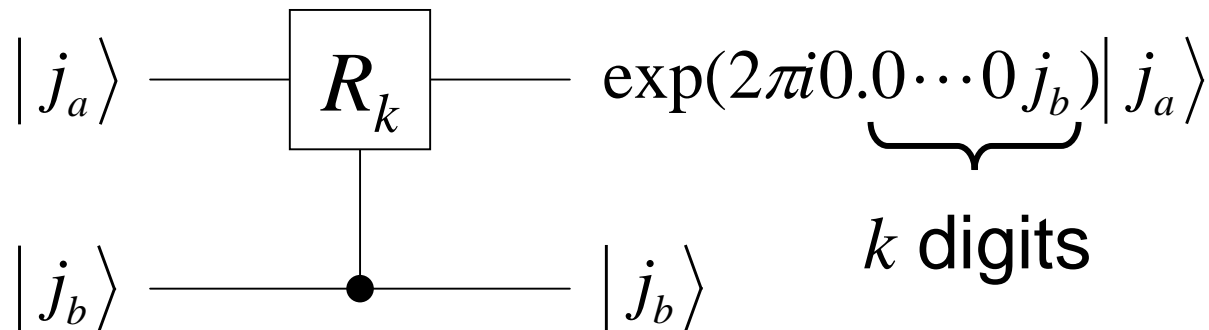 |j_a⟩ R_k exp(2πi0.0⋯0 j_b)|j_a⟩
k digits
|j_b⟩ |j_b⟩